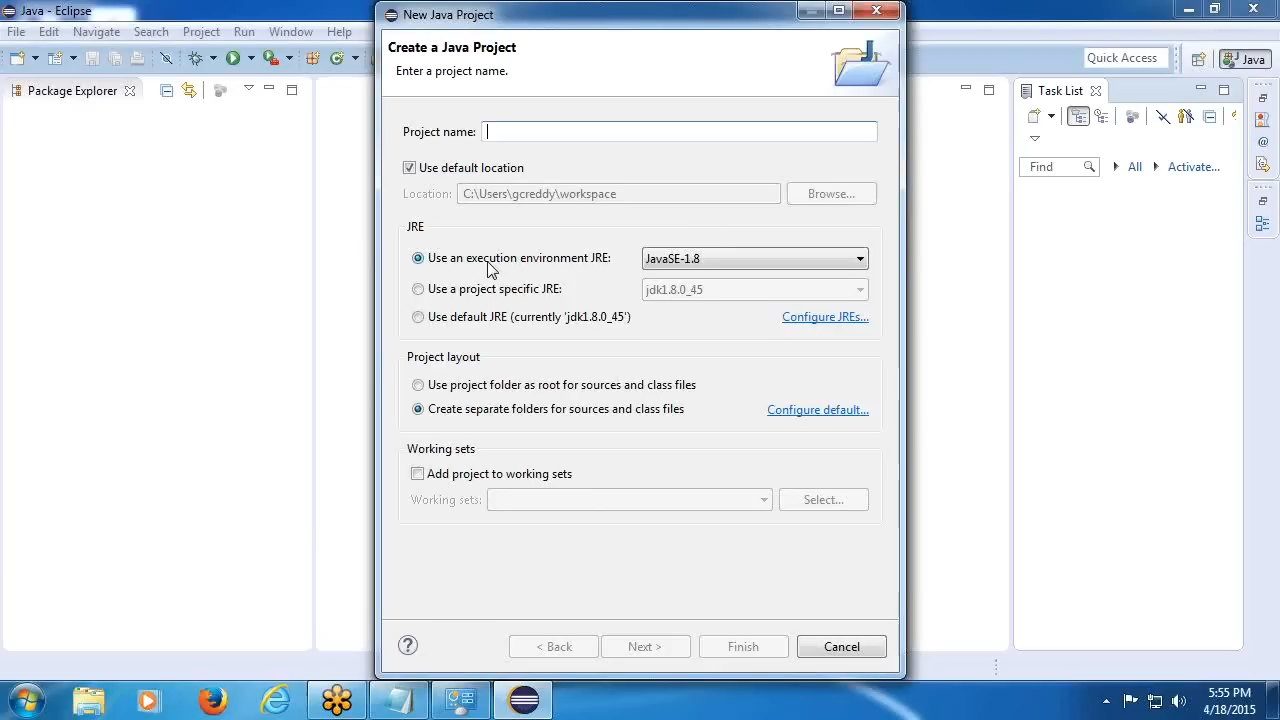 Java - Eclipse
File Edit Navigate Search Project Run Window Help
Quick Access
Java
Package Explorer
New Java Project
Create a Java Project
Enter a project name.
Project name:
Use default location
Location: C:\Users\gcreddy\workspace Browse...
JRE
Use an execution environment JRE: JavaSE-1.8
Use a project specific JRE: jdk1.8.0_45
Use default JRE (currently 'jdk1.8.0_45') Configure JREs...
Project layout
Use project folder as root for sources and class files
Create separate folders for sources and class files Configure default...
Working sets
Add project to working sets
Working sets: Select...
< Back Next > Finish Cancel
Task List
Find All Activate...
5:55 PM
4/18/2015